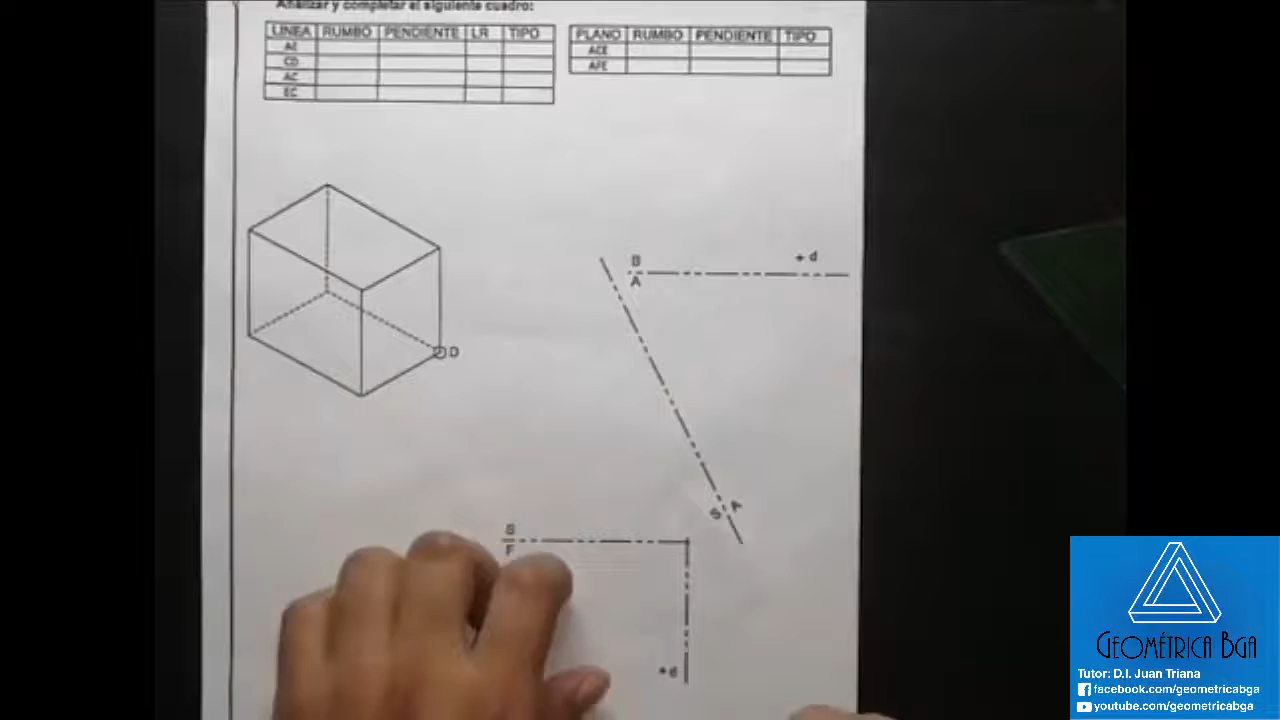 Analizar y completar el siguiente cuadro:
LINEA RUMBO PENDIENTE LR TIPO
AE
CD
AC
EC
PLANO RUMBO PENDIENTE TIPO
ACE
AFE
D
B
A
d
S A
S
F
d
GEOMÉTRICA BGA
Tutor: D.I. Juan Triana
facebook.com/geometricabga
youtube.com/geometricabga